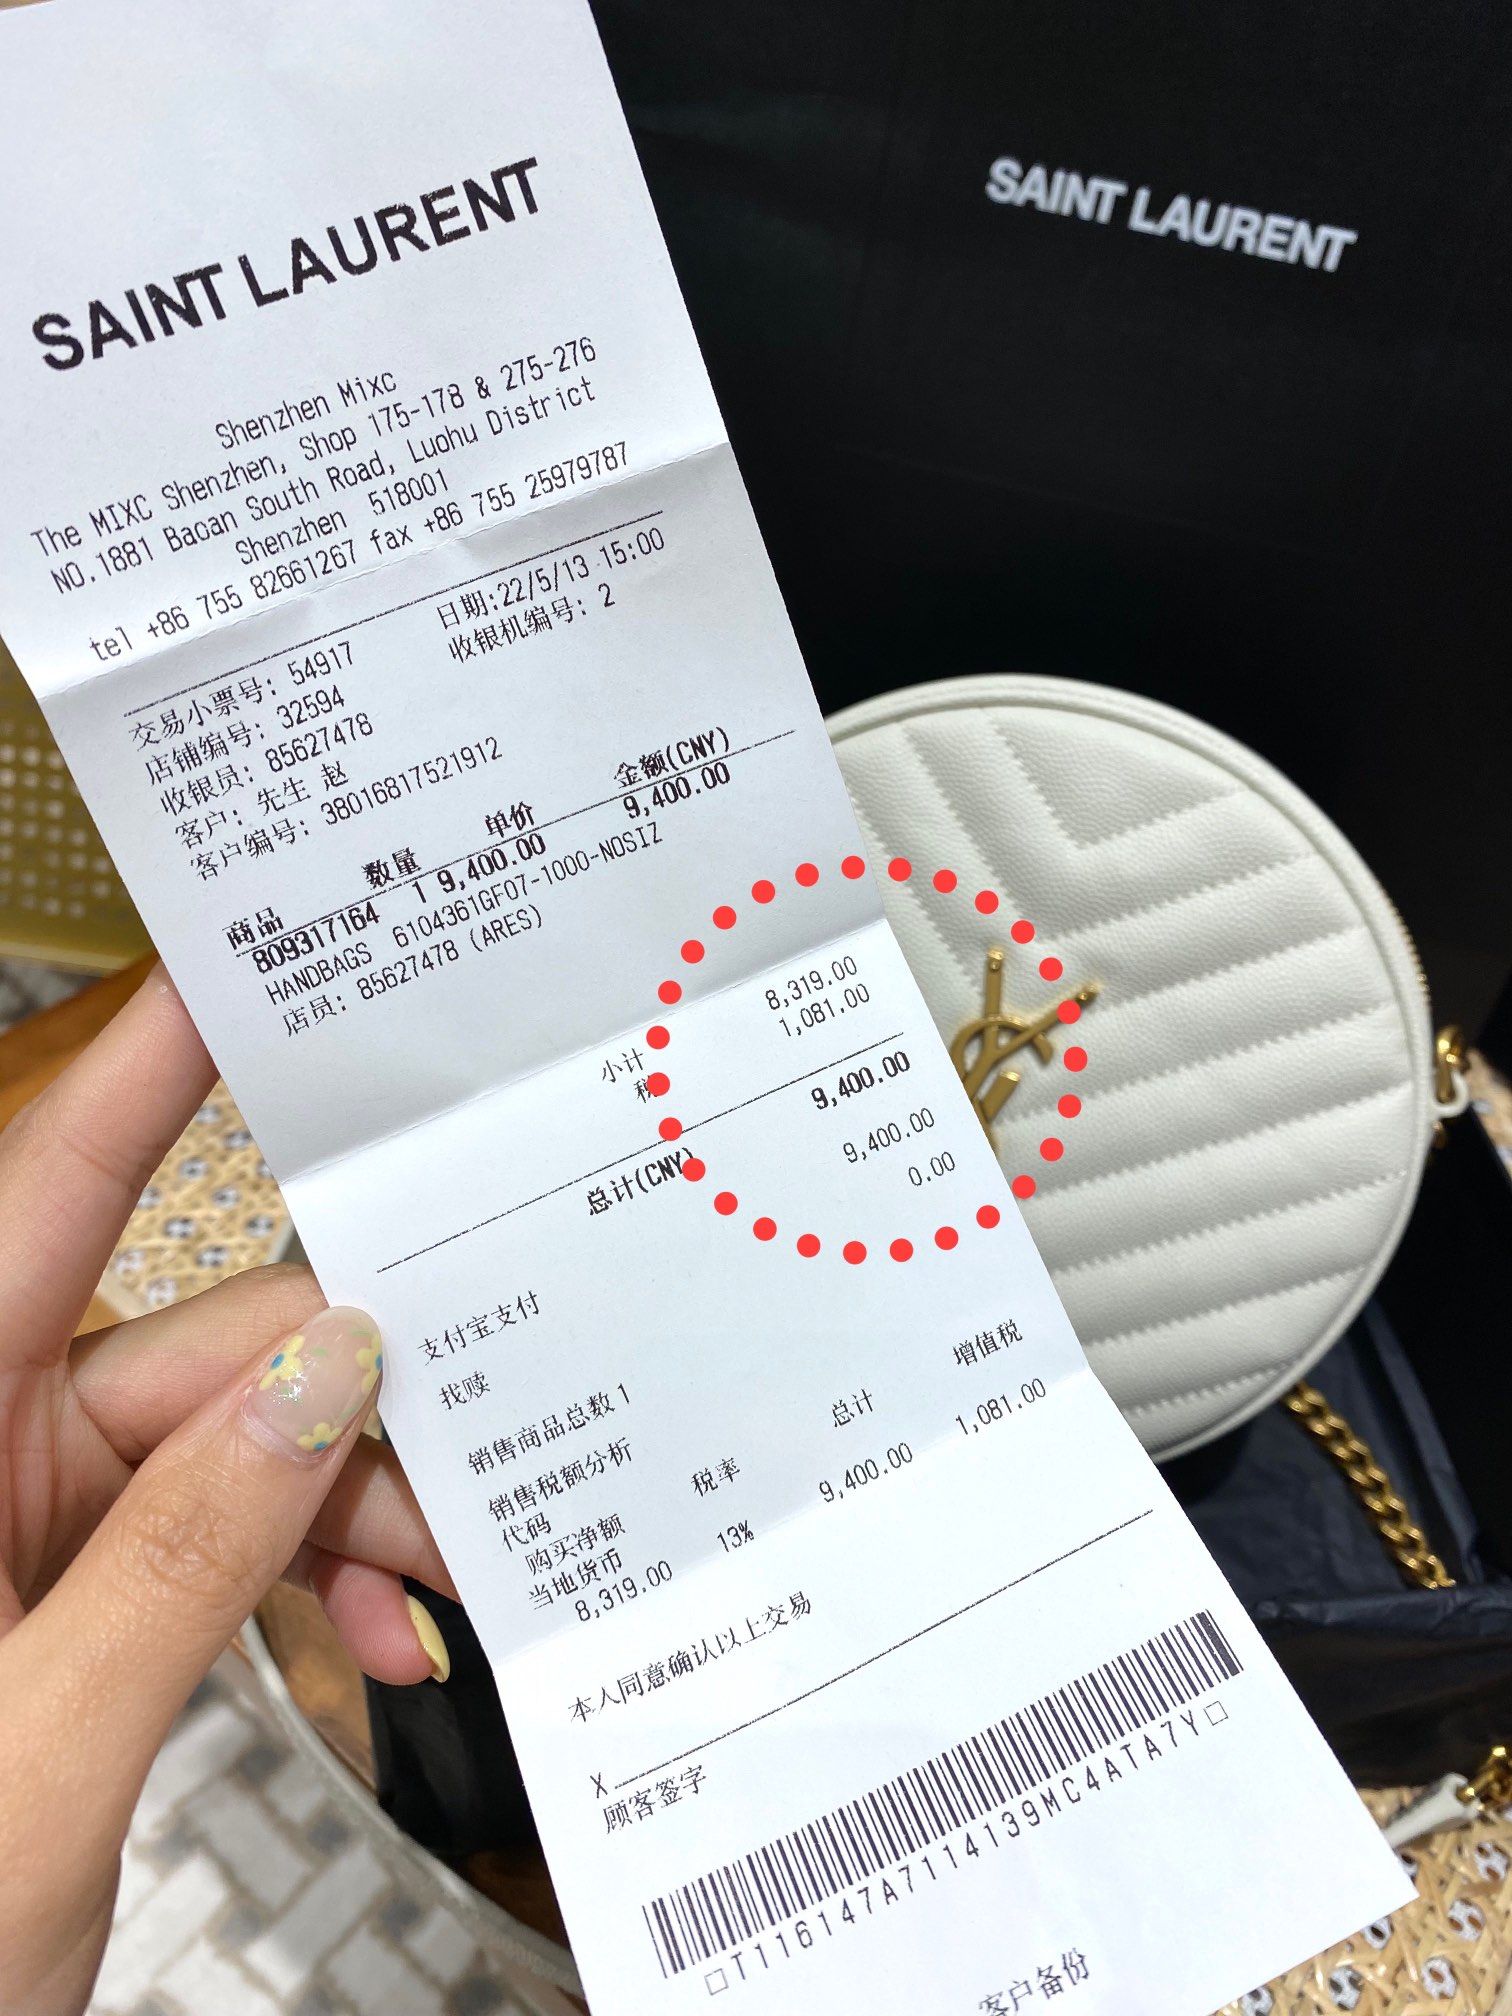 SAINT LAURENT
Shenzhen Mixc
The MIXC Shenzhen, Shop 175-178 & 275-276
NO.1881 Baoan South Road, Luohu District
Shenzhen 518001
tel +86 755 82661267 fax +86 755 25979787
交易小票号: 54917 日期:22/5/13 15:00
店铺编号: 32594 收银机编号: 2
收银员: 85627478
客户: 先生 赵
客户编号: 38016817521912
商品 数量 单价 金额(CNY)
809317164 1 9,400.00 9,400.00
HANDBAGS 6104361GF07-1000-NOSIZ
店员: 85627478 (ARES)
小计 8,319.00
税 1,081.00
总计(CNY) 9,400.00
支付宝支付 9,400.00
找赎 0.00
销售商品总数 1
销售税额分析
代码 税率 总计 增值税
购买净额
当地货币
8,319.00 13% 9,400.00 1,081.00
本人同意确认以上交易
X
顾客签字
T116147A7114139MC4ATA7Y
客户备份
SAINT LAURENT